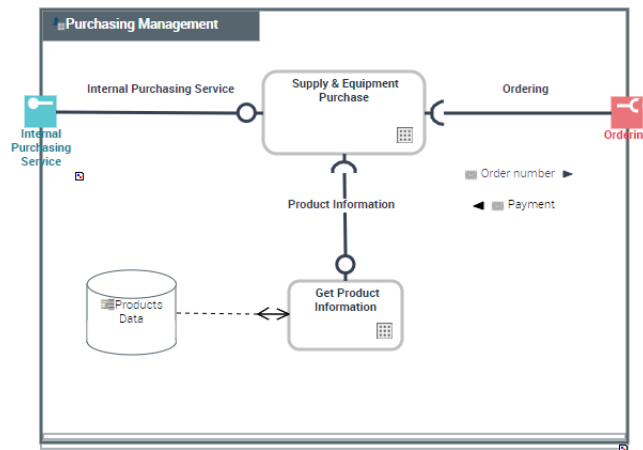 Purchasing Management
Internal Purchasing Service
Supply & Equipment
Purchase
Ordering
Internal
Purchasing
Service
Orderin
Order number
Product Information
Payment
Products
Data
Get Product
Information